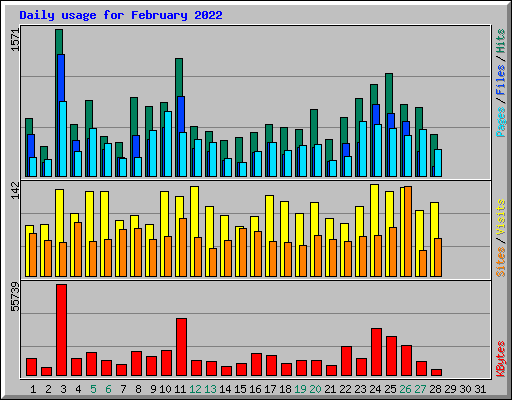 Daily usage for February 2022
1571
Pages / Files / Hits
142
Sites / Visits
55739
KBytes
1 2 3 4 5 6 7 8 9 10 11 12 13 14 15 16 17 18 19 20 21 22 23 24 25 26 27 28 29 30 31